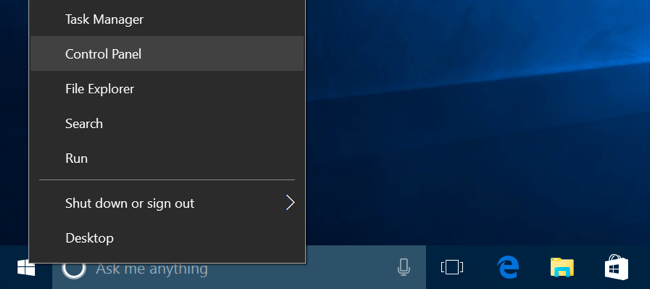 Task Manager
Control Panel
File Explorer
Search
Run
Shut down or sign out
Desktop
Ask me anything